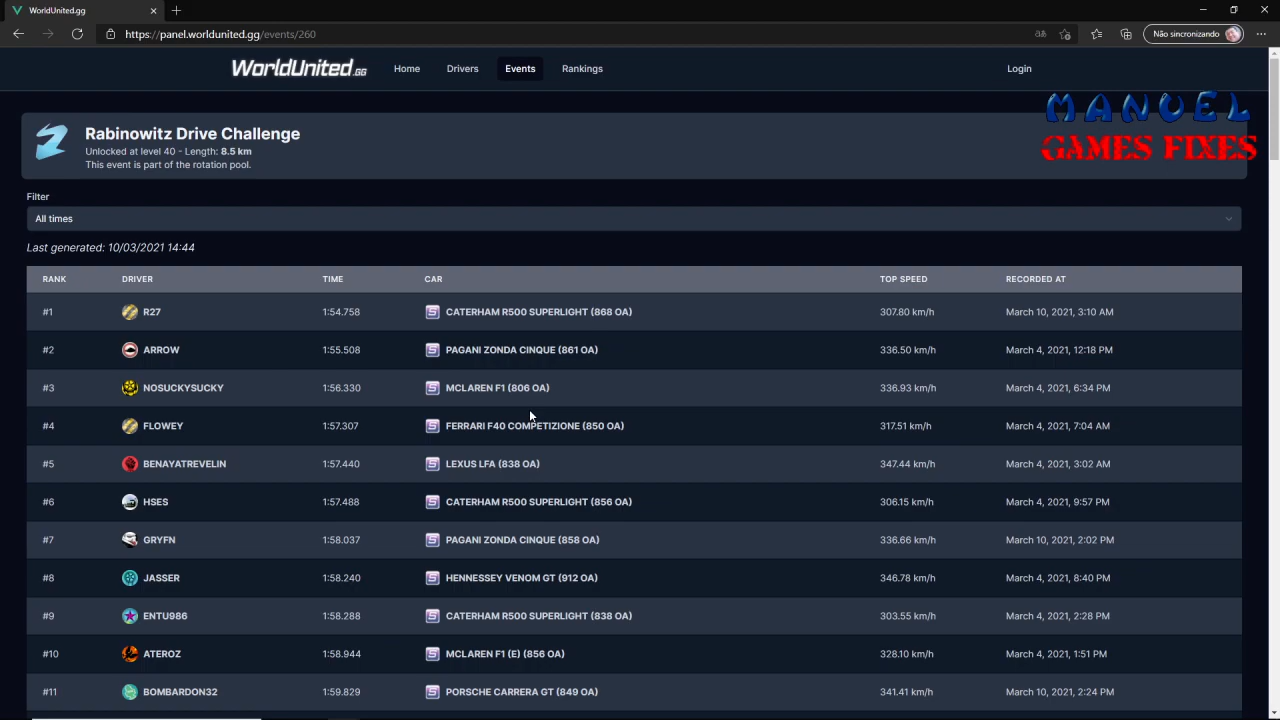 WorldUnited.gg
https://panel.worldunited.gg/events/260
Não sincronizando
WORLDUNITED.GG
Home
Drivers
Events
Rankings
Login
MANUEL
GAMES FIXES
Rabinowitz Drive Challenge
Unlocked at level 40 - Length: 8.5 km
This event is part of the rotation pool.
Filter
All times
Last generated: 10/03/2021 14:44
RANK DRIVER TIME CAR TOP SPEED RECORDED AT
#1 R27 1:54.758 CATERHAM R500 SUPERLIGHT (868 OA) 307.80 km/h March 10, 2021, 3:10 AM
#2 ARROW 1:55.508 PAGANI ZONDA CINQUE (861 OA) 336.50 km/h March 4, 2021, 12:18 PM
#3 NOSUCKYSUCKY 1:56.330 MCLAREN F1 (806 OA) 336.93 km/h March 4, 2021, 6:34 PM
#4 FLOWEY 1:57.307 FERRARI F40 COMPETIZIONE (850 OA) 317.51 km/h March 4, 2021, 7:04 AM
#5 BENAYATREVELIN 1:57.440 LEXUS LFA (838 OA) 347.44 km/h March 4, 2021, 3:02 AM
#6 HSES 1:57.488 CATERHAM R500 SUPERLIGHT (856 OA) 306.15 km/h March 4, 2021, 9:57 PM
#7 GRYFN 1:58.037 PAGANI ZONDA CINQUE (858 OA) 336.66 km/h March 10, 2021, 2:02 PM
#8 JASSER 1:58.240 HENNESSEY VENOM GT (912 OA) 346.78 km/h March 4, 2021, 8:40 PM
#9 ENTU986 1:58.288 CATERHAM R500 SUPERLIGHT (838 OA) 303.55 km/h March 4, 2021, 2:28 PM
#10 ATEROZ 1:58.944 MCLAREN F1 (E) (856 OA) 328.10 km/h March 4, 2021, 1:51 PM
#11 BOMBARDON32 1:59.829 PORSCHE CARRERA GT (849 OA) 341.41 km/h March 10, 2021, 2:24 PM